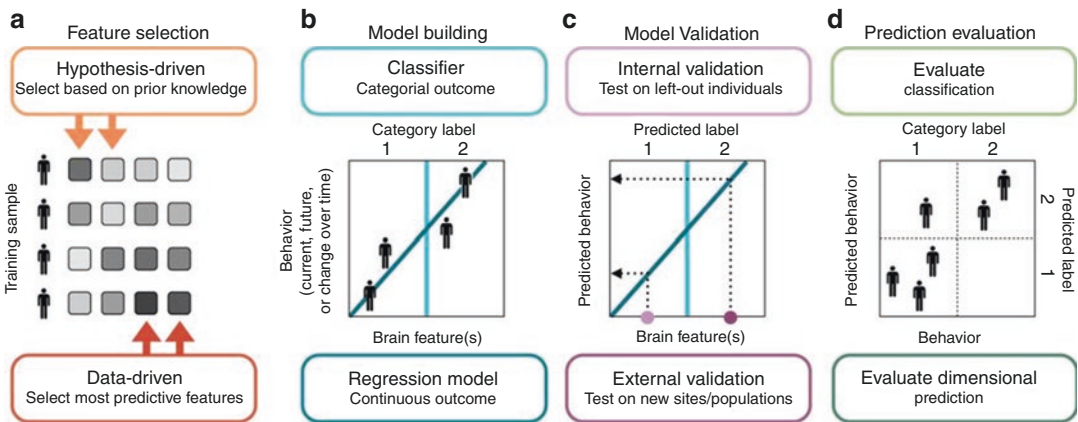 a
Feature selection
Hypothesis-driven
Select based on prior knowledge
Training sample
Data-driven
Select most predictive features
b
Model building
Classifier
Categorial outcome
Category label
1 2
Behavior
(current, future,
or change over time)
Brain feature(s)
Regression model
Continuous outcome
c
Model Validation
Internal validation
Test on left-out individuals
Predicted label
1 2
Predicted behavior
Brain feature(s)
External validation
Test on new sites/populations
d
Prediction evaluation
Evaluate
classification
Category label
1 2
Predicted behavior
2 1
Predicted label
Behavior
Evaluate dimensional
prediction